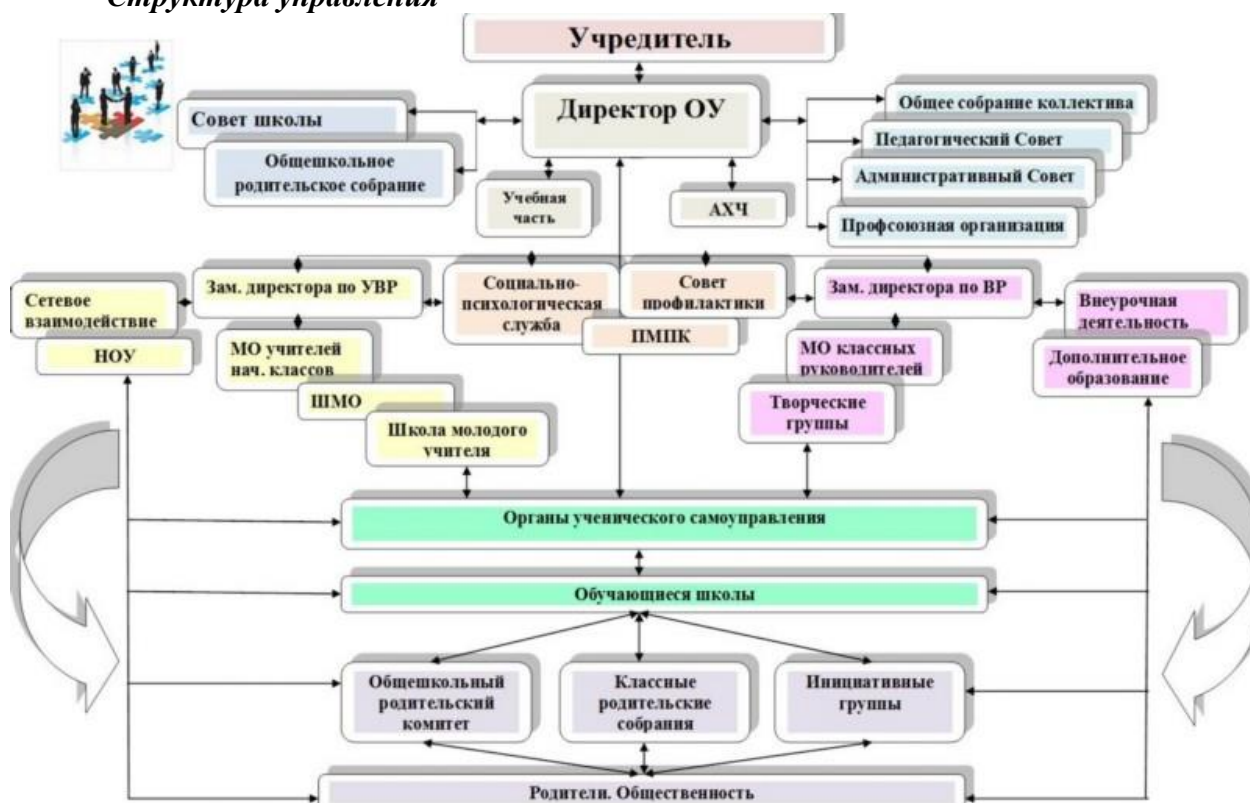 Структура управления
Учредитель
Директор ОУ
Совет школы
Общешкольное
родительское собрание
Общее собрание коллектива
Педагогический Совет
Административный Совет
Профсоюзная организация
Учебная
часть
АХЧ
Сетевое
взаимодействие
НОУ
Зам. директора по УВР
МО учителей
нач. классов
ШМО
Школа молодого
учителя
Социально-
психологическая
служба
Совет
профилактики
ПМПК
Зам. директора по ВР
МО классных
руководителей
Творческие
группы
Внеурочная
деятельность
Дополнительное
образование
Органы ученического самоуправления
Обучающиеся школы
Общешкольный
родительский
комитет
Классные
родительские
собрания
Инициативные
группы
Родители. Общественность